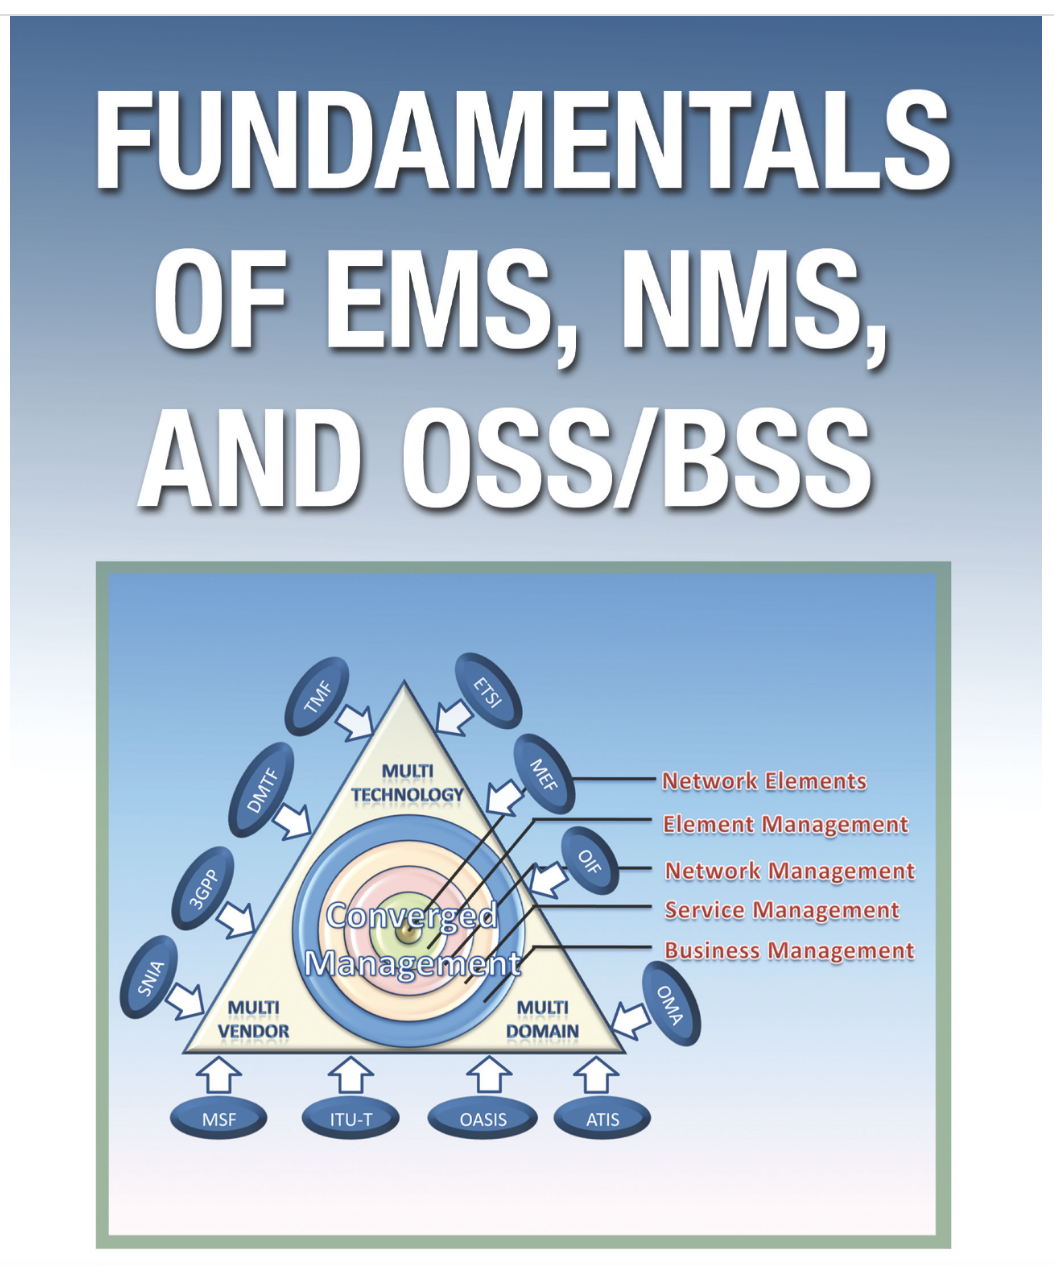 FUNDAMENTALS
OF EMS, NMS,
AND OSS/BSS
TMF
ETSI
DMTF
MEF
3GPP
OIF
SNIA
OMA
MULTI
TECHNOLOGY
Network Elements
Element Management
Network Management
Service Management
Business Management
Converged
Management
MULTI
VENDOR
MULTI
DOMAIN
MSF
ITU-T
OASIS
ATIS